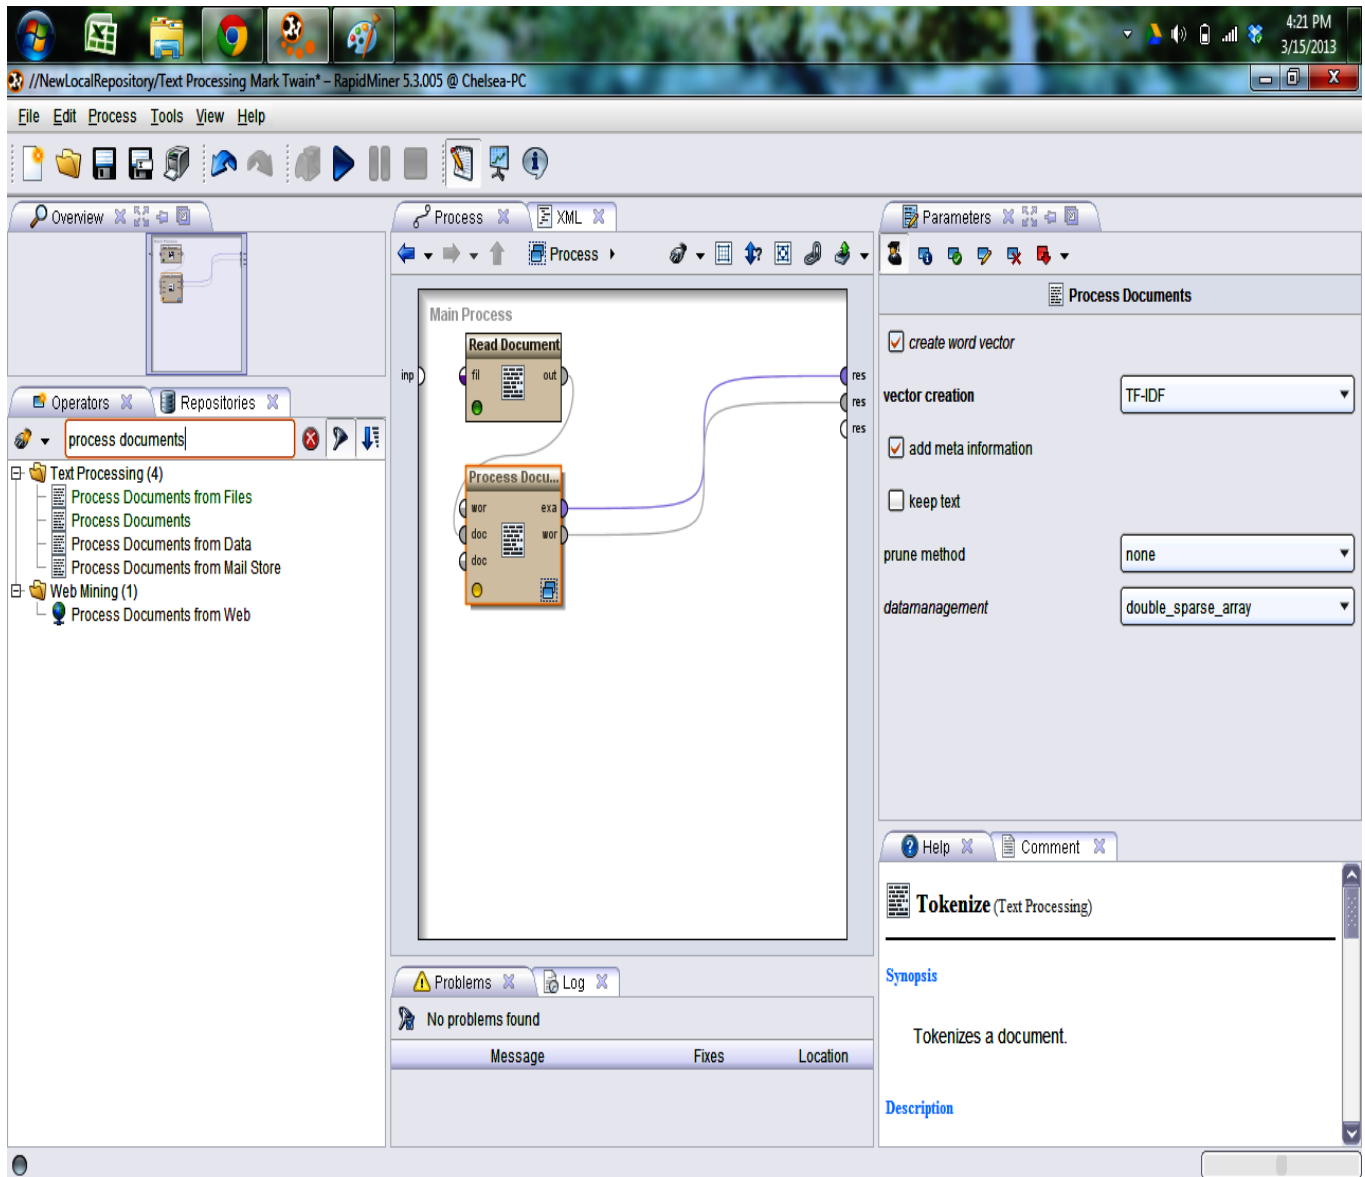 4:21 PM
3/15/2013
//NewLocalRepository/Text Processing Mark Twain* – RapidMiner 5.3.005 @ Chelsea-PC
File Edit Process Tools View Help
Overview
Operators Repositories
process documents
Text Processing (4)
Process Documents from Files
Process Documents
Process Documents from Data
Process Documents from Mail Store
Web Mining (1)
Process Documents from Web
Process XML
Process
Main Process
Read Document
inp fil out res
res
res
Process Docu...
wor exa
doc wor
doc
Problems Log
No problems found
Message Fixes Location
Parameters
Process Documents
create word vector
vector creation TF-IDF
add meta information
keep text
prune method none
datamanagement double_sparse_array
Help Comment
Tokenize (Text Processing)
Synopsis
Tokenizes a document.
Description